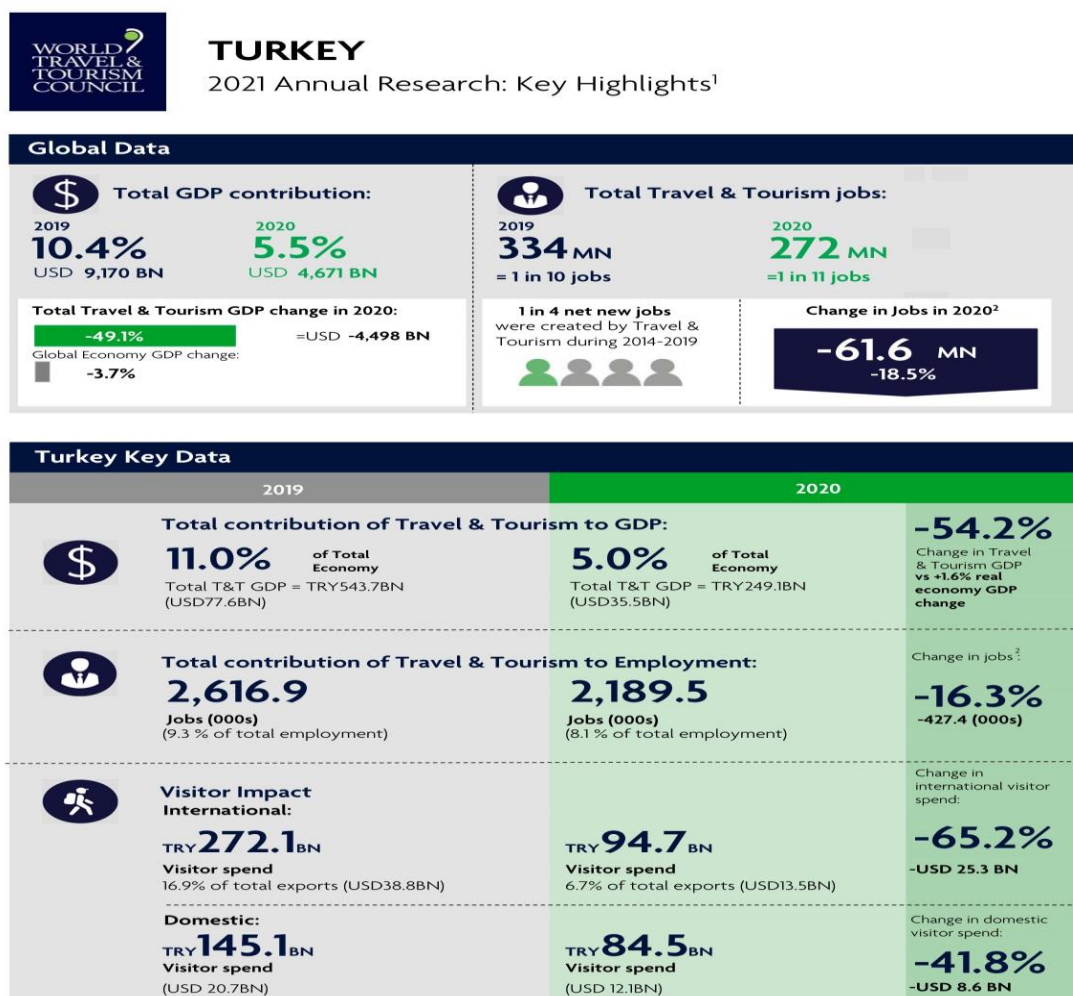 WORLD
TRAVEL &
TOURISM
COUNCIL
TURKEY
2021 Annual Research: Key Highlights¹
Global Data
Total GDP contribution:
2019
10.4%
USD 9,170 BN
2020
5.5%
USD 4,671 BN
Total Travel & Tourism GDP change in 2020:
-49.1%
=USD -4,498 BN
Global Economy GDP change:
-3.7%
Total Travel & Tourism jobs:
2019
334 MN
= 1 in 10 jobs
2020
272 MN
=1 in 11 jobs
1 in 4 net new jobs
were created by Travel &
Tourism during 2014-2019
Change in Jobs in 2020²
-61.6 MN
-18.5%
Turkey Key Data
2019
2020
Total contribution of Travel & Tourism to GDP:
11.0%
of Total
Economy
Total T&T GDP = TRY543.7BN
(USD77.6BN)
5.0%
of Total
Economy
Total T&T GDP = TRY249.1BN
(USD35.5BN)
-54.2%
Change in Travel
& Tourism GDP
vs +1.6% real
economy GDP
change
Total contribution of Travel & Tourism to Employment:
2,616.9
Jobs (000s)
(9.3 % of total employment)
2,189.5
Jobs (000s)
(8.1 % of total employment)
Change in jobs²:
-16.3%
-427.4 (000s)
Visitor Impact
International:
TRY272.1BN
Visitor spend
16.9% of total exports (USD38.8BN)
TRY94.7BN
Visitor spend
6.7% of total exports (USD13.5BN)
Change in
international visitor
spend:
-65.2%
-USD 25.3 BN
Domestic:
TRY145.1BN
Visitor spend
(USD 20.7BN)
TRY84.5BN
Visitor spend
(USD 12.1BN)
Change in domestic
visitor spend:
-41.8%
-USD 8.6 BN